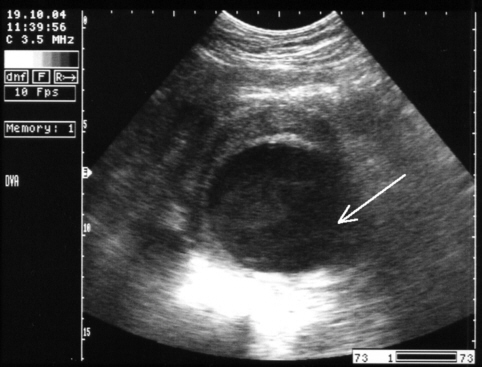 19.10.04
11:39:56
C 3.5 MHz
dnf F R
10 Fps
Memory: 1
DVA
0
5
10
15
73 1 73